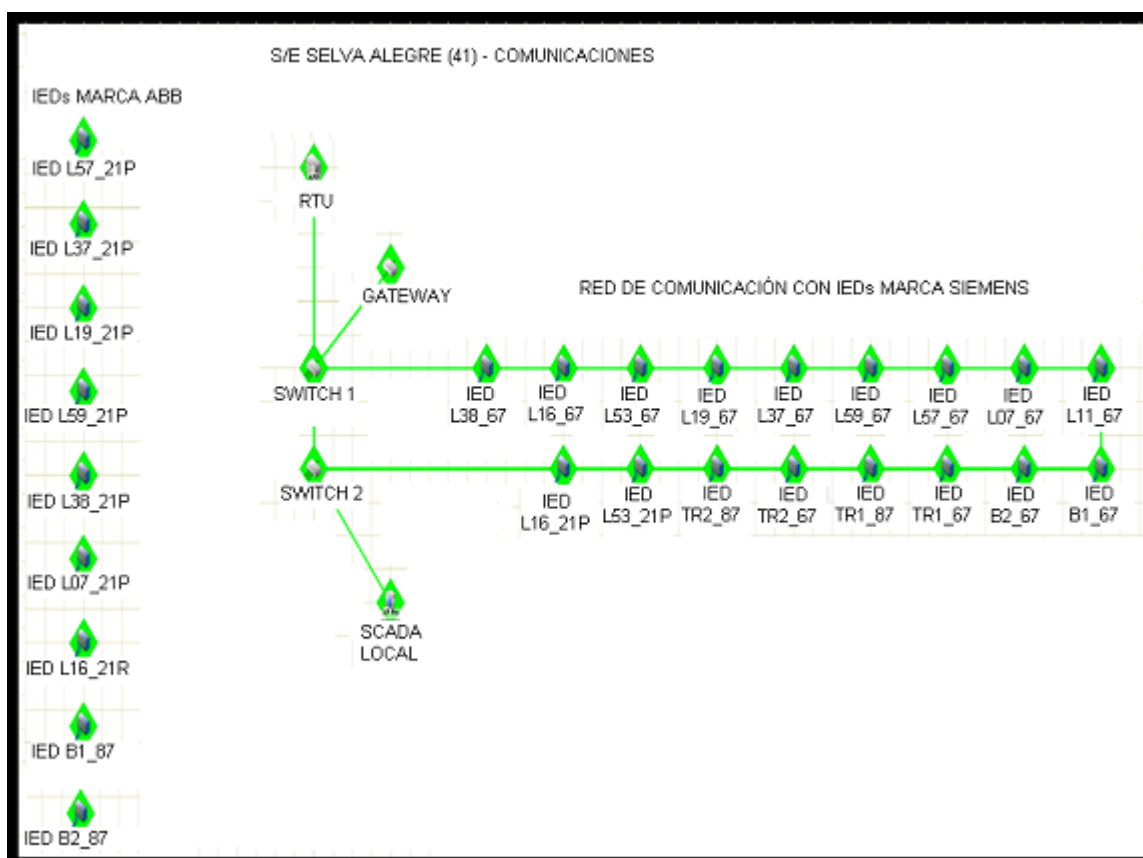 S/E SELVA ALEGRE (41) - COMUNICACIONES
IEDs MARCA ABB
IED L57_21P
IED L37_21P
IED L19_21P
IED L59_21P
IED L38_21P
IED L07_21P
IED L16_21R
IED B1_87
IED B2_87
RTU
GATEWAY
RED DE COMUNICACIÓN CON IEDs MARCA SIEMENS
SWITCH 1
IED
L38_67
IED
L16_67
IED
L53_67
IED
L19_67
IED
L37_67
IED
L59_67
IED
L57_67
IED
L07_67
IED
L11_67
SWITCH 2
IED
L16_21P
IED
L53_21P
IED
TR2_87
IED
TR2_67
IED
TR1_87
IED
TR1_67
IED
B2_67
IED
B1_67
SCADA
LOCAL